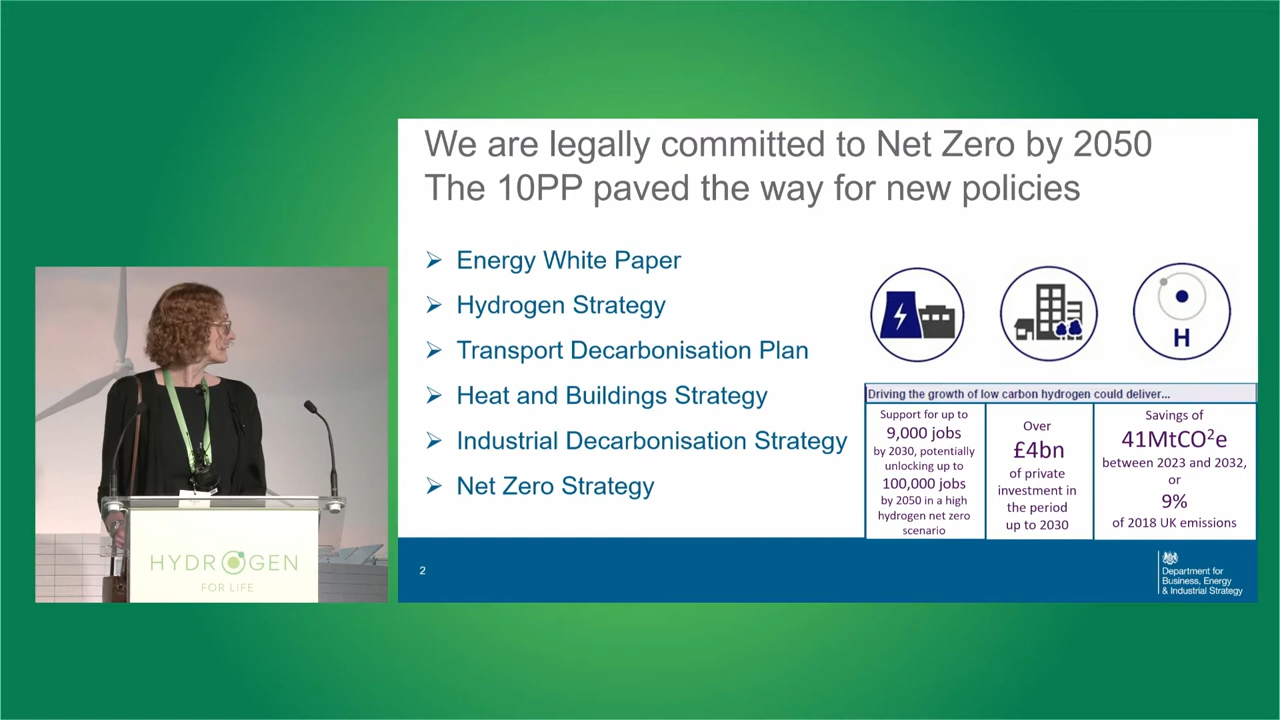 We are legally committed to Net Zero by 2050
The 10PP paved the way for new policies
➢ Energy White Paper
➢ Hydrogen Strategy
➢ Transport Decarbonisation Plan
➢ Heat and Buildings Strategy
➢ Industrial Decarbonisation Strategy
➢ Net Zero Strategy
H
Driving the growth of low carbon hydrogen could deliver...
Support for up to
9,000 jobs
by 2030, potentially
unlocking up to
100,000 jobs
by 2050 in a high
hydrogen net zero
scenario
Over
£4bn
of private
investment in
the period
up to 2030
Savings of
41MtCO²e
between 2023 and 2032,
or
9%
of 2018 UK emissions
2
Department for
Business, Energy
& Industrial Strategy
HYDROGEN
FOR LIFE